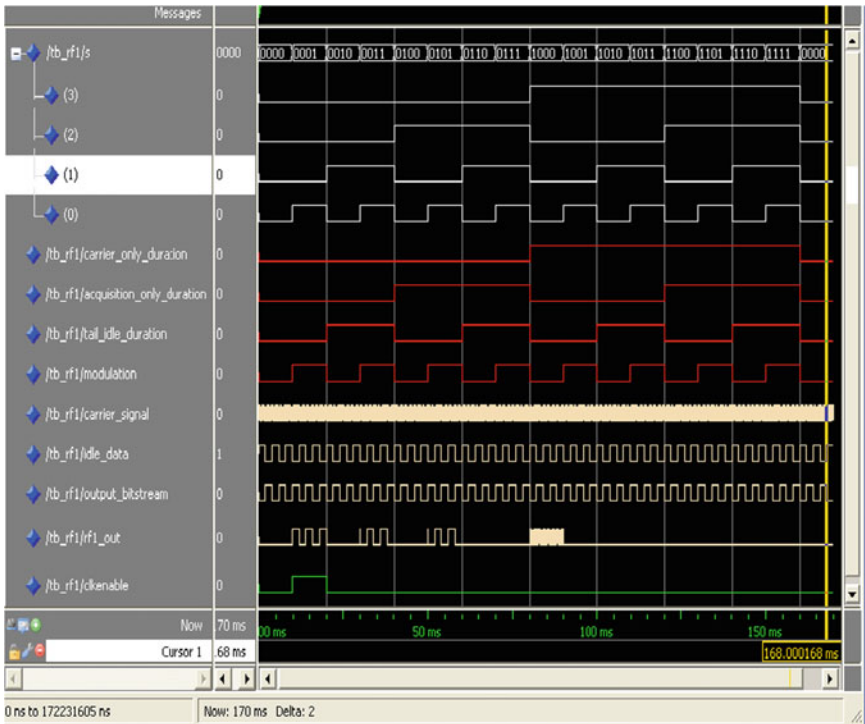 Messages
/tb_rf1/s 0000 0000 0001 0010 0011 0100 0101 0110 0111 1000 1001 1010 1011 1100 1101 1110 1111 0000
(3) 0
(2) 0
(1) 0
(0) 0
/tb_rf1/carrier_only_duration 0
/tb_rf1/acquisition_only_duration 0
/tb_rf1/tail_idle_duration 0
/tb_rf1/modulation 0
/tb_rf1/carrier_signal 0
/tb_rf1/idle_data 1
/tb_rf1/output_bitstream 0
/tb_rf1/rf1_out 0
/tb_rf1/clkenable 0
Now 70 ms 00 ms 50 ms 100 ms 150 ms
Cursor 1 .68 ms 168.000168 ms
0 ns to 172231605 ns Now: 170 ms Delta: 2